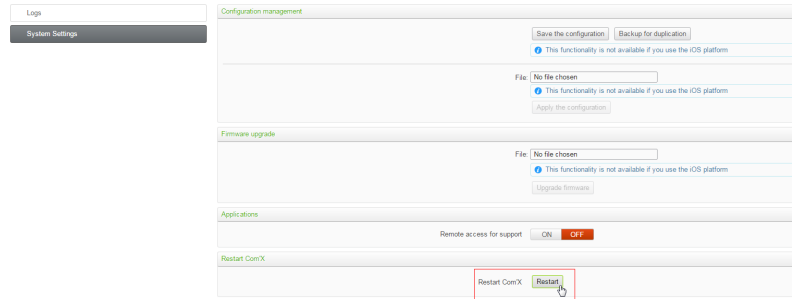 Logs
System Settings
Configuration management
Save the configuration Backup for duplication
This functionality is not available if you use the iOS platform
File: No file chosen
This functionality is not available if you use the iOS platform
Apply the configuration
Firmware upgrade
File: No file chosen
This functionality is not available if you use the iOS platform
Upgrade firmware
Applications
Remote access for support ON OFF
Restart Com'X
Restart Com'X Restart